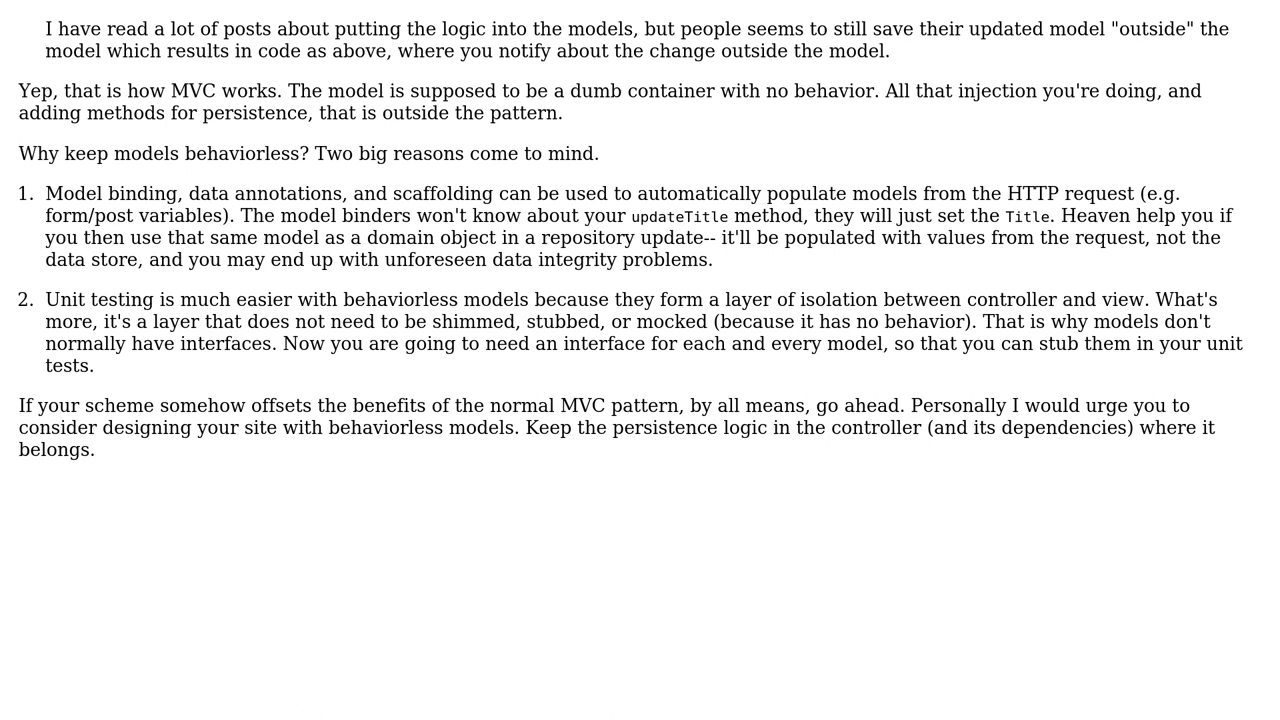 I have read a lot of posts about putting the logic into the models, but people seems to still save their updated model "outside" the
model which results in code as above, where you notify about the change outside the model.
Yep, that is how MVC works. The model is supposed to be a dumb container with no behavior. All that injection you're doing, and
adding methods for persistence, that is outside the pattern.
Why keep models behaviorless? Two big reasons come to mind.
1. Model binding, data annotations, and scaffolding can be used to automatically populate models from the HTTP request (e.g.
form/post variables). The model binders won't know about your updateTitle method, they will just set the Title. Heaven help you if
you then use that same model as a domain object in a repository update-- it'll be populated with values from the request, not the
data store, and you may end up with unforeseen data integrity problems.
2. Unit testing is much easier with behaviorless models because they form a layer of isolation between controller and view. What's
more, it's a layer that does not need to be shimmed, stubbed, or mocked (because it has no behavior). That is why models don't
normally have interfaces. Now you are going to need an interface for each and every model, so that you can stub them in your unit
tests.
If your scheme somehow offsets the benefits of the normal MVC pattern, by all means, go ahead. Personally I would urge you to
consider designing your site with behaviorless models. Keep the persistence logic in the controller (and its dependencies) where it
belongs.